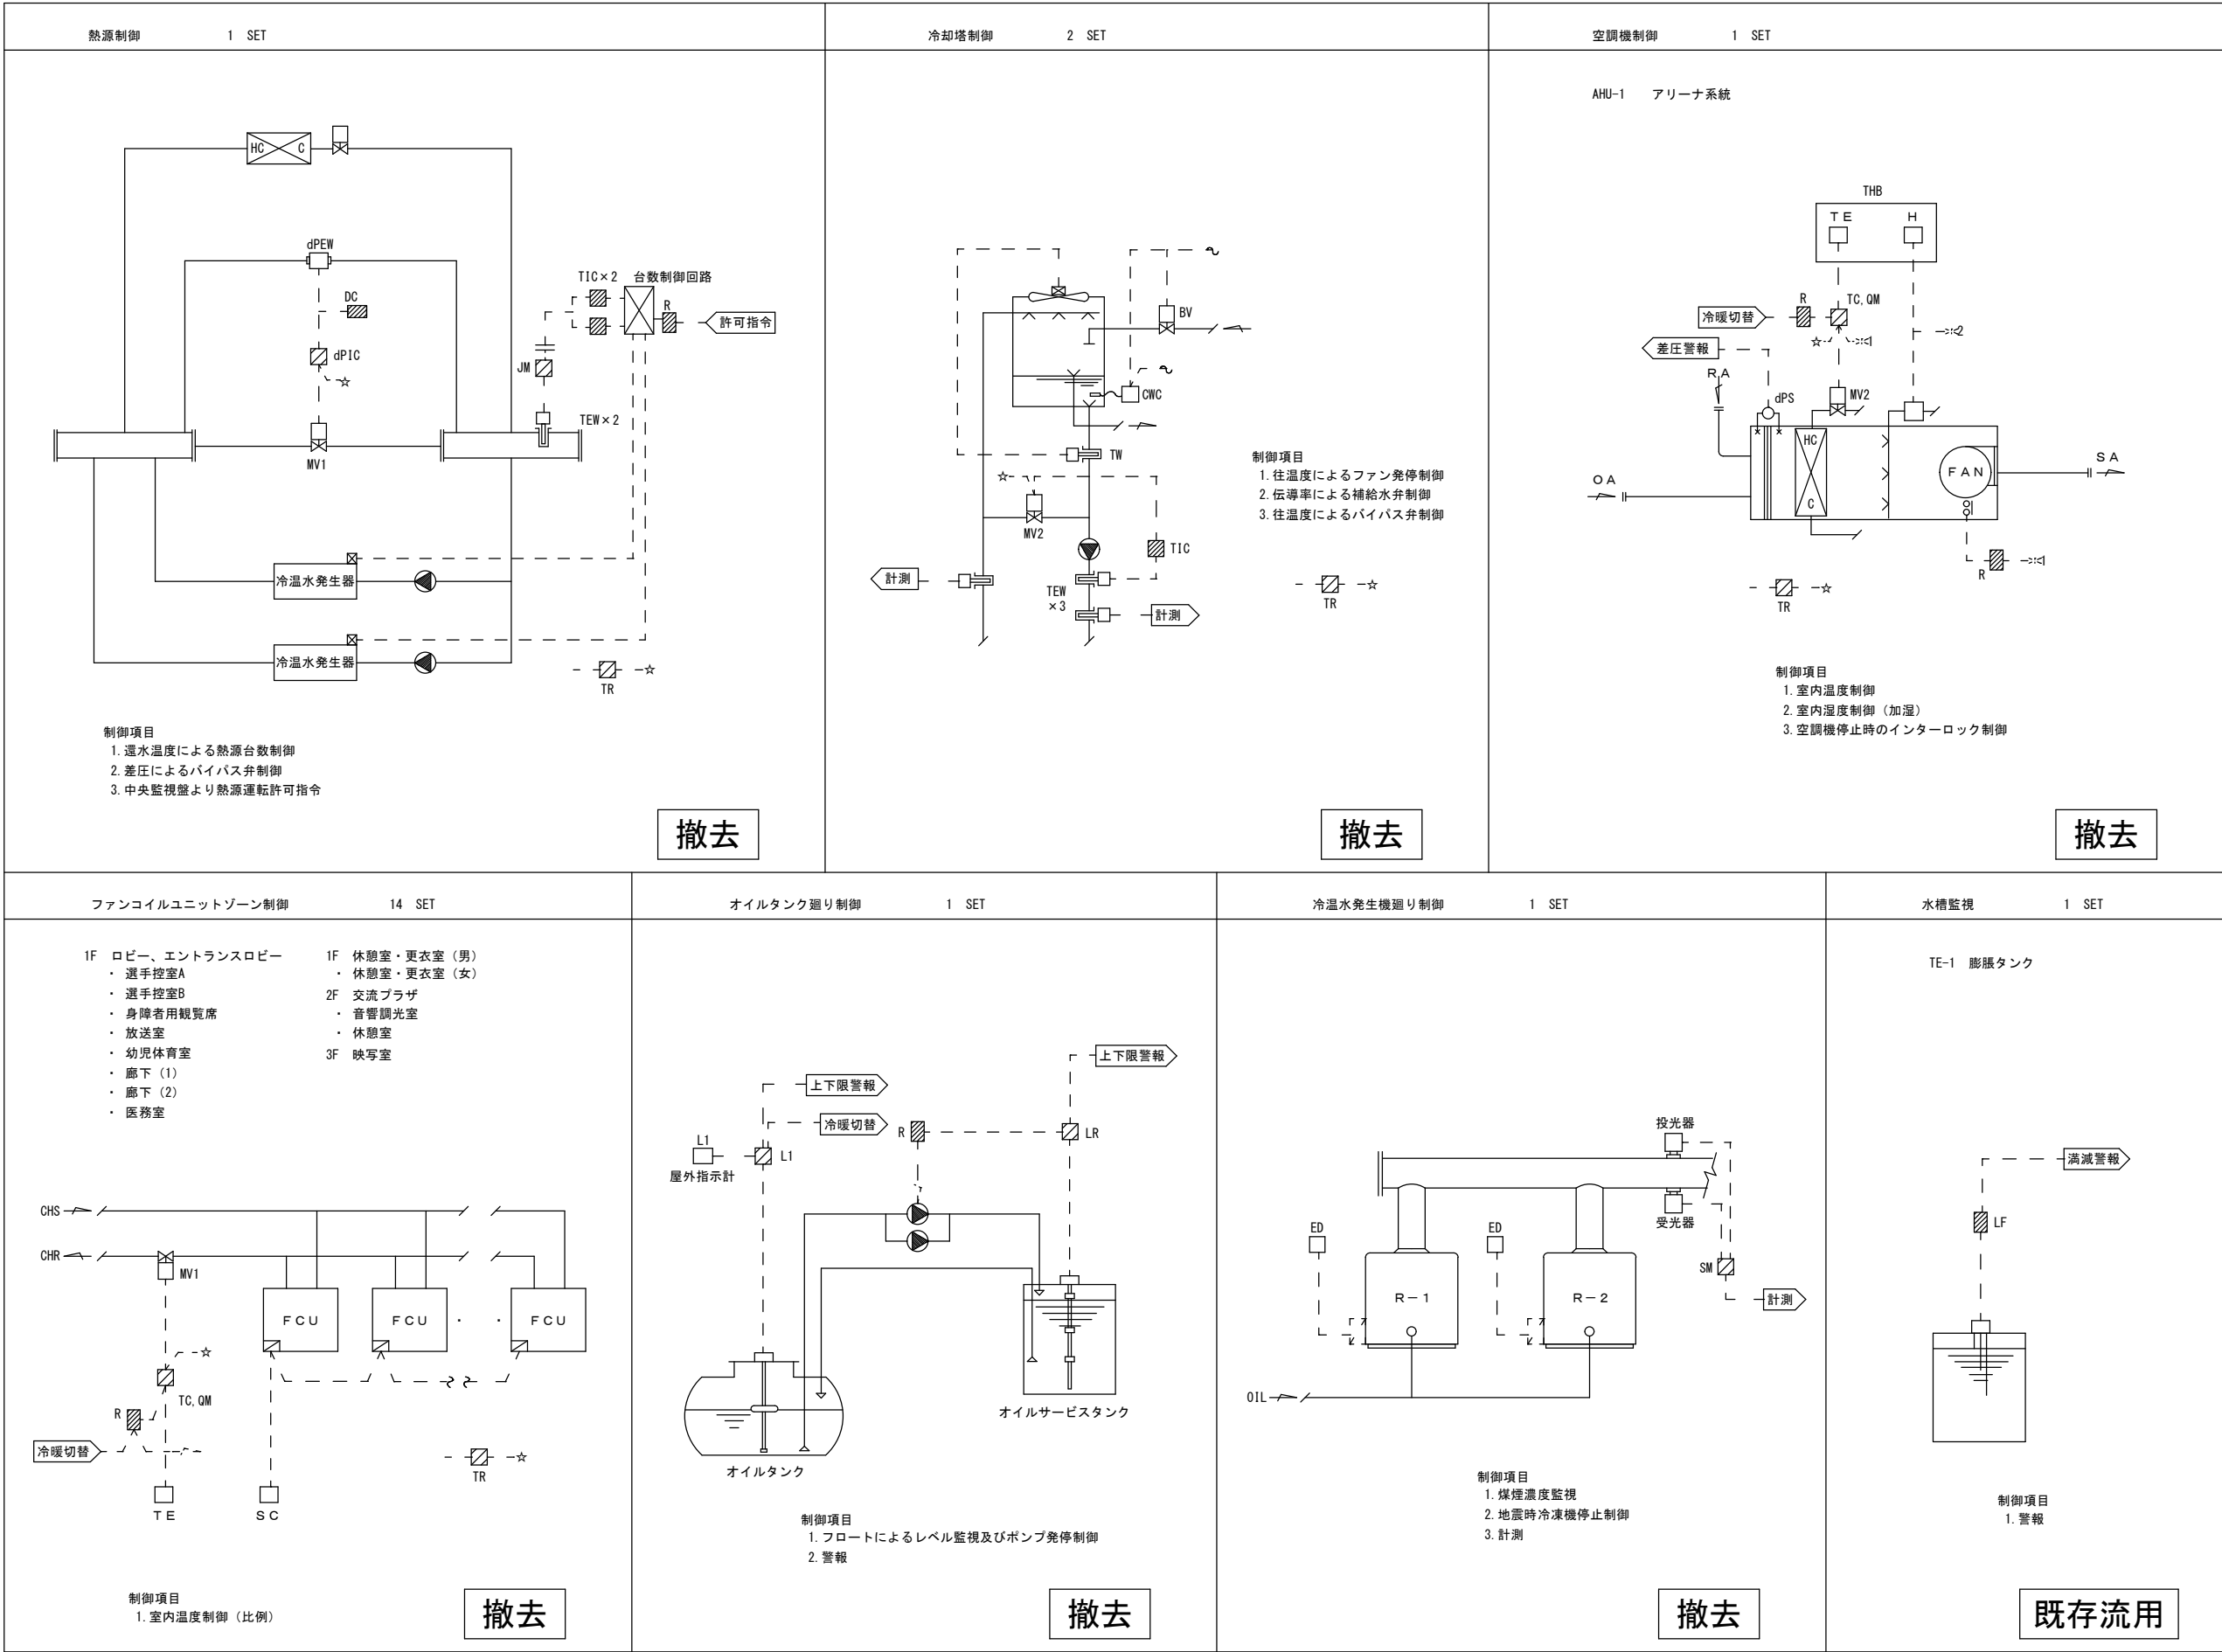 熱源制御 1 SET
HC C
dPEW
DC
TIC×2 台数制御回路
R
許可指令
dPIC
☆
JM
TEW×2
MV1
冷温水発生器
冷温水発生器
☆
TR
制御項目
1. 還水温度による熱源台数制御
2. 差圧によるバイパス弁制御
3. 中央監視盤より熱源運転許可指令
撤去
冷却塔制御 2 SET
BV
CWC
TW
☆
MV2
TIC
計測
TEW
×3
計測
制御項目
1. 往温度によるファン発停制御
2. 伝導率による補給水弁制御
3. 往温度によるバイパス弁制御
☆
TR
撤去
空調機制御 1 SET
AHU-1 アリーナ系統
THB
TE H
R TC,QM
冷暖切替
☆ 1 2
差圧警報
RA
dPS
MV2
HC
C
OA
FAN
SA
R 1
☆
TR
制御項目
1. 室内温度制御
2. 室内湿度制御（加湿）
3. 空調機停止時のインターロック制御
撤去
ファンコイルユニットゾーン制御 14 SET
1F ロビー、エントランスロビー
・ 選手控室A
・ 選手控室B
・ 身障者用観覧席
・ 放送室
・ 幼児体育室
・ 廊下（1）
・ 廊下（2）
・ 医務室
1F 休憩室・更衣室（男）
・ 休憩室・更衣室（女）
2F 交流プラザ
・ 音響調光室
・ 休憩室
3F 映写室
CHS
CHR
MV1
FCU FCU ・ ・ FCU
☆
TC,QM
R
冷暖切替
TE SC
☆
TR
制御項目
1. 室内温度制御（比例）
撤去
オイルタンク廻り制御 1 SET
上下限警報
上下限警報
冷暖切替
L1
L1
屋外指示計
R
LR
オイルサービスタンク
オイルタンク
制御項目
1. フロートによるレベル監視及びポンプ発停制御
2. 警報
撤去
冷温水発生機廻り制御 1 SET
投光器
受光器
ED ED
SM
R-1 R-2
計測
OIL
制御項目
1. 煤煙濃度監視
2. 地震時冷凍機停止制御
3. 計測
撤去
水槽監視 1 SET
TE-1 膨脹タンク
満減警報
LF
制御項目
1. 警報
既存流用